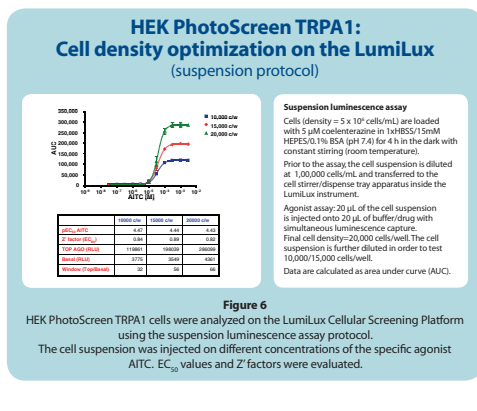 HEK PhotoScreen TRPA1:
Cell density optimization on the LumiLux
(suspension protocol)
350,000
300,000
250,000
200,000
150,000
100,000
50,000
0
AUC
AITC [M]
10,000 c/w
15,000 c/w
20,000 c/w
10000 c/w 15000 c/w 20000 c/w
pEC50 AITC 4.47 4.44 4.43
Z' factor (EC50) 0.84 0.89 0.82
TOP AGO (RLU) 119861 198039 286099
Basal (RLU) 3775 3549 4361
Window (Top/Basal) 32 56 66
Suspension luminescence assay
Cells (density = 5 x 10⁶ cells/mL) are loaded
with 5 µM coelenterazine in 1xHBSS/15mM
HEPES/0.1% BSA (pH 7.4) for 4 h in the dark with
constant stirring (room temperature).
Prior to the assay, the cell suspension is diluted
at 1,00,000 cells/mL and transferred to the
cell stirrer/dispense tray apparatus inside the
LumiLux instrument.
Agonist assay: 20 µL of the cell suspension
is injected onto 20 µL of buffer/drug with
simultaneous luminescence capture.
Final cell density=20,000 cells/well. The cell
suspension is further diluted in order to test
10,000/15,000 cells/well.
Data are calculated as area under curve (AUC).
Figure 6
HEK PhotoScreen TRPA1 cells were analyzed on the LumiLux Cellular Screening Platform
using the suspension luminescence assay protocol.
The cell suspension was injected on different concentrations of the specific agonist
AITC. EC50 values and Z' factors were evaluated.